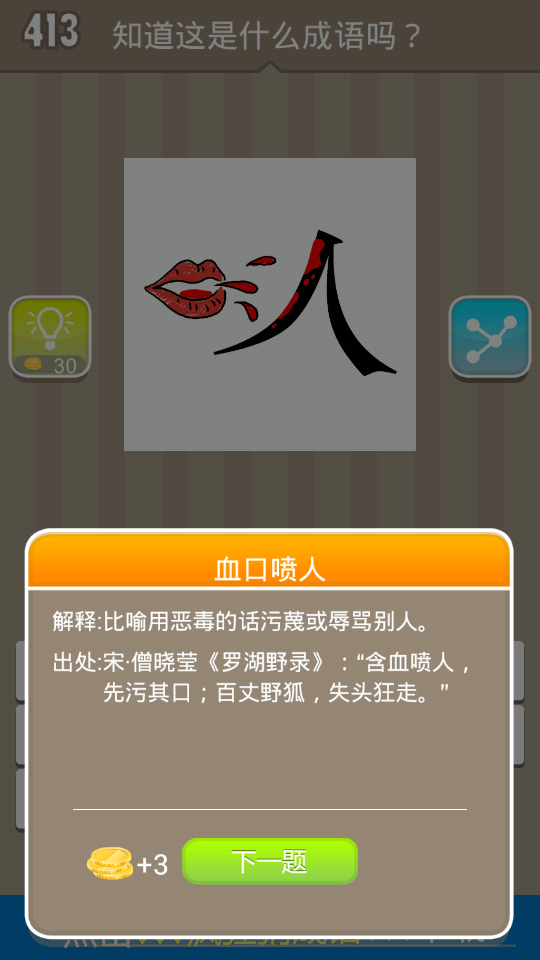 413
知道这是什么成语吗？
人
30
血口喷人
解释:比喻用恶毒的话污蔑或辱骂别人。
出处:宋·僧晓莹《罗湖野录》：“含血喷人，
先污其口；百丈野狐，失头狂走。”
+3
下一题